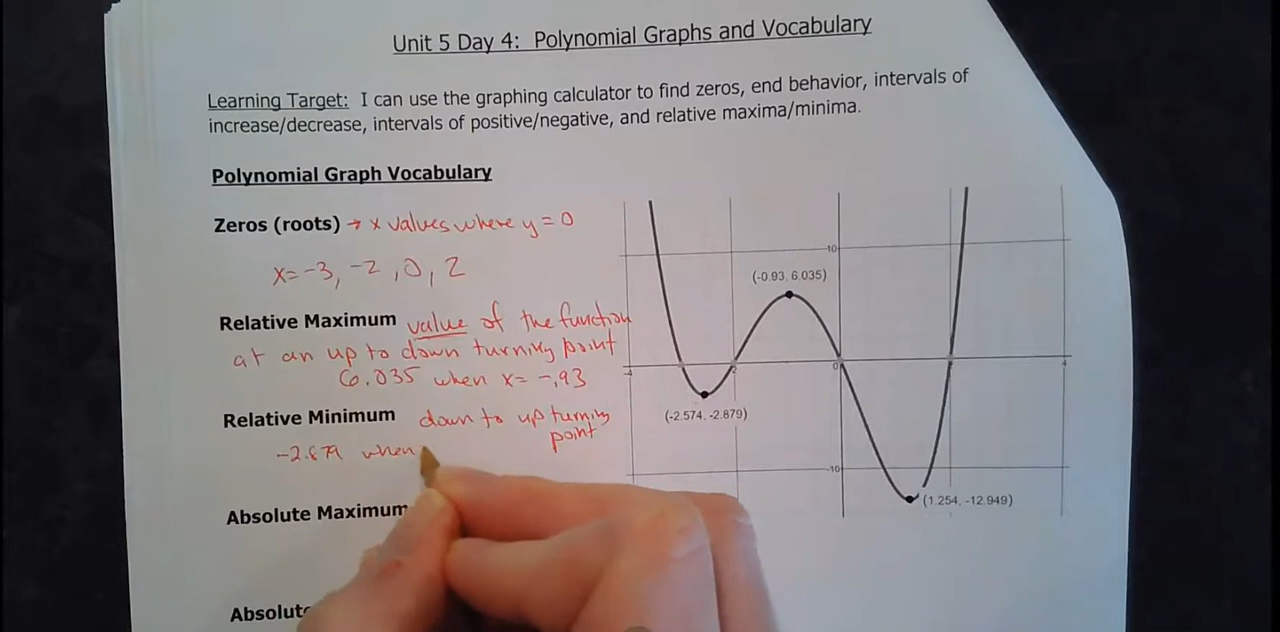 Unit 5 Day 4: Polynomial Graphs and Vocabulary
Learning Target: I can use the graphing calculator to find zeros, end behavior, intervals of
increase/decrease, intervals of positive/negative, and relative maxima/minima.
Polynomial Graph Vocabulary
Zeros (roots) → x values where y = 0
x = -3, -2, 0, 2
Relative Maximum value of the function
at an up to down turning point
6.035 when x = -.93
Relative Minimum down to up turning
point
-2.879 when
Absolute Maximum
Absolute
10
(-0.93, 6.035)
-4
2
0
4
(-2.574, -2.879)
-10
(1.254, -12.949)